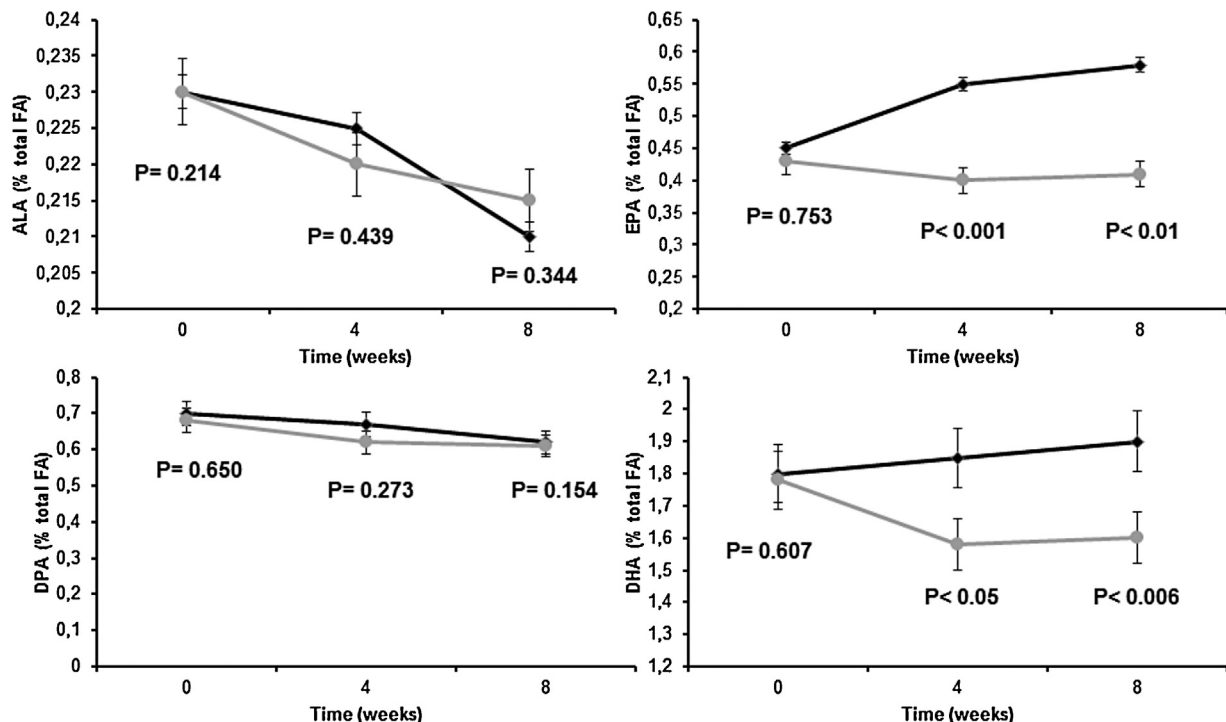 ALA (% total FA)
0,24
0,235
0,23
0,225
0,22
0,215
0,21
0,205
0,2
P= 0.214
P= 0.439
P= 0.344
0
4
8
Time (weeks)
EPA (% total FA)
0,65
0,6
0,55
0,5
0,45
0,4
0,35
0,3
0,25
0,2
P= 0.753
P< 0.001
P< 0.01
0
4
8
Time (weeks)
DPA (% total FA)
0,8
0,7
0,6
0,5
0,4
0,3
0,2
0,1
0
P= 0.650
P= 0.273
P= 0.154
0
4
8
Time (weeks)
DHA (% total FA)
2,1
2
1,9
1,8
1,7
1,6
1,5
1,4
1,3
1,2
P= 0.607
P< 0.05
P< 0.006
0
4
8
Time (weeks)